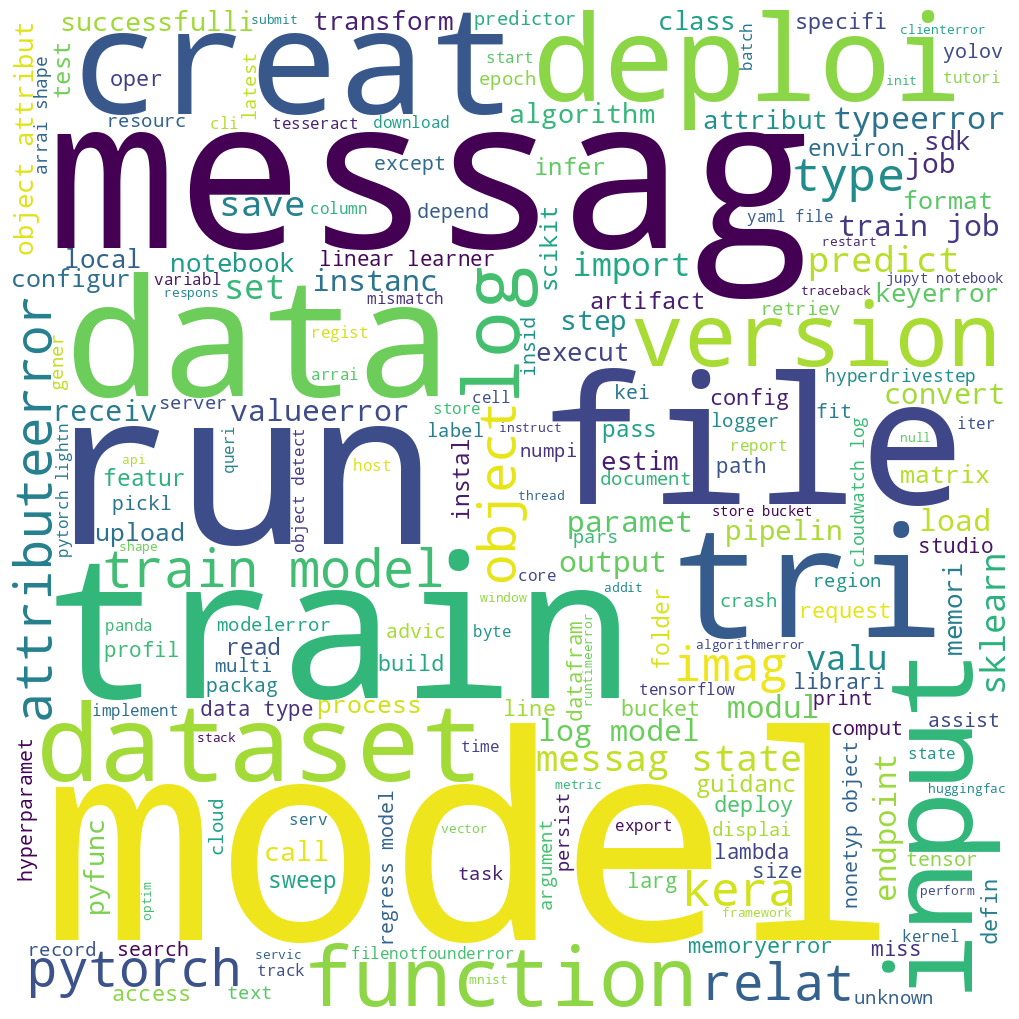 successfulli
submit
transform
predictor
class
specifi
clienterror
object attribut
arrai shape
test
oper
creat
start
epoch
deploi
batch
yolov
init
tutori
latest
resourc
cli
tesseract
download
algorithm
attribut
typeerror
messag
except
infer
environ
sdk
type
job
save
column
depend
yaml file
format
train job
restart
local
notebook
linear learner
scikit
import
predict
configur
variabl
respons
set
instanc
mismatch
log
artifact
traceback
jupyt notebook
keyerror
data
regist
insid
step
retriev
version
attributeerror
gener
arrai
execut
hyperdrivestep
receiv
server
valueerror
cell
store
object
file
kei
config
fit
convert
label
instruct
logger
iter
run
pytorch lightn
api
featur
queri
object detect
host
instal
numpi
pass
report
null
estim
path
matrix
document
cloudwatch log
pickl
thread
store bucket
upload
paramet
pipelin
load
shape
pars
studio
train model
output
tri
core
region
memori
sklearn
train
window
addit
crash
request
panda
modelerror
advic
byte
folder
profil
read
dataframe
runtimeerror
algorithmerror
multi
build
imag
valu
packag
tensorflow
librari
input
implement
data type
process
line
bucket
modul
print
dataset
stack
log model
comput
assist
hyperparamet
time
messag state
nonetyp object
endpoint
state
model
cloud
regress model
metric
guidanc
huggingfac
serv
argument
persist
deploy
pyfunc
call
vector
export
displai
lambda
tensor
sweep
task
larg
size
perform
optim
kera
defin
framework
record
search
servic
filenotfounderror
memoryerror
miss
kernel
pytorch
track
function
relat
access
text
mnist
unknown